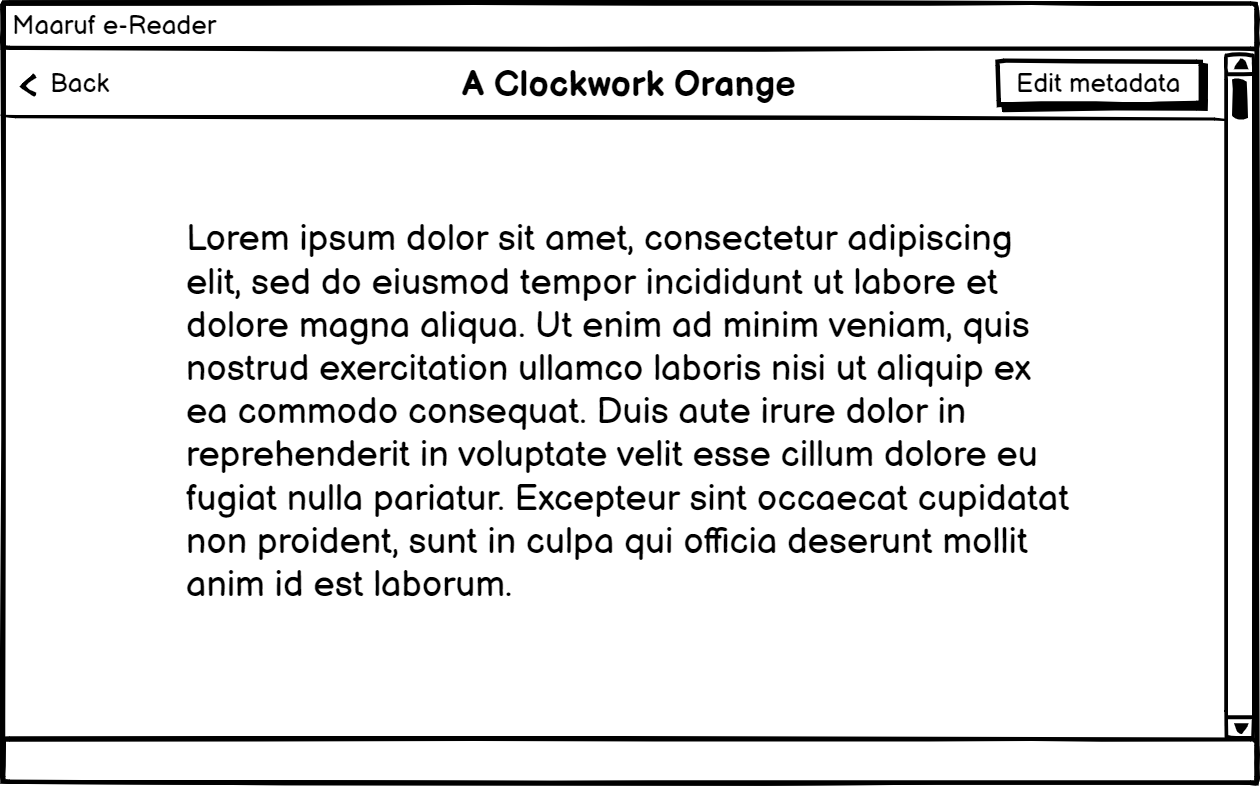 Maaruf e-Reader
Back
A Clockwork Orange
Edit metadata
Lorem ipsum dolor sit amet, consectetur adipiscing
elit, sed do eiusmod tempor incididunt ut labore et
dolore magna aliqua. Ut enim ad minim veniam, quis
nostrud exercitation ullamco laboris nisi ut aliquip ex
ea commodo consequat. Duis aute irure dolor in
reprehenderit in voluptate velit esse cillum dolore eu
fugiat nulla pariatur. Excepteur sint occaecat cupidatat
non proident, sunt in culpa qui officia deserunt mollit
anim id est laborum.